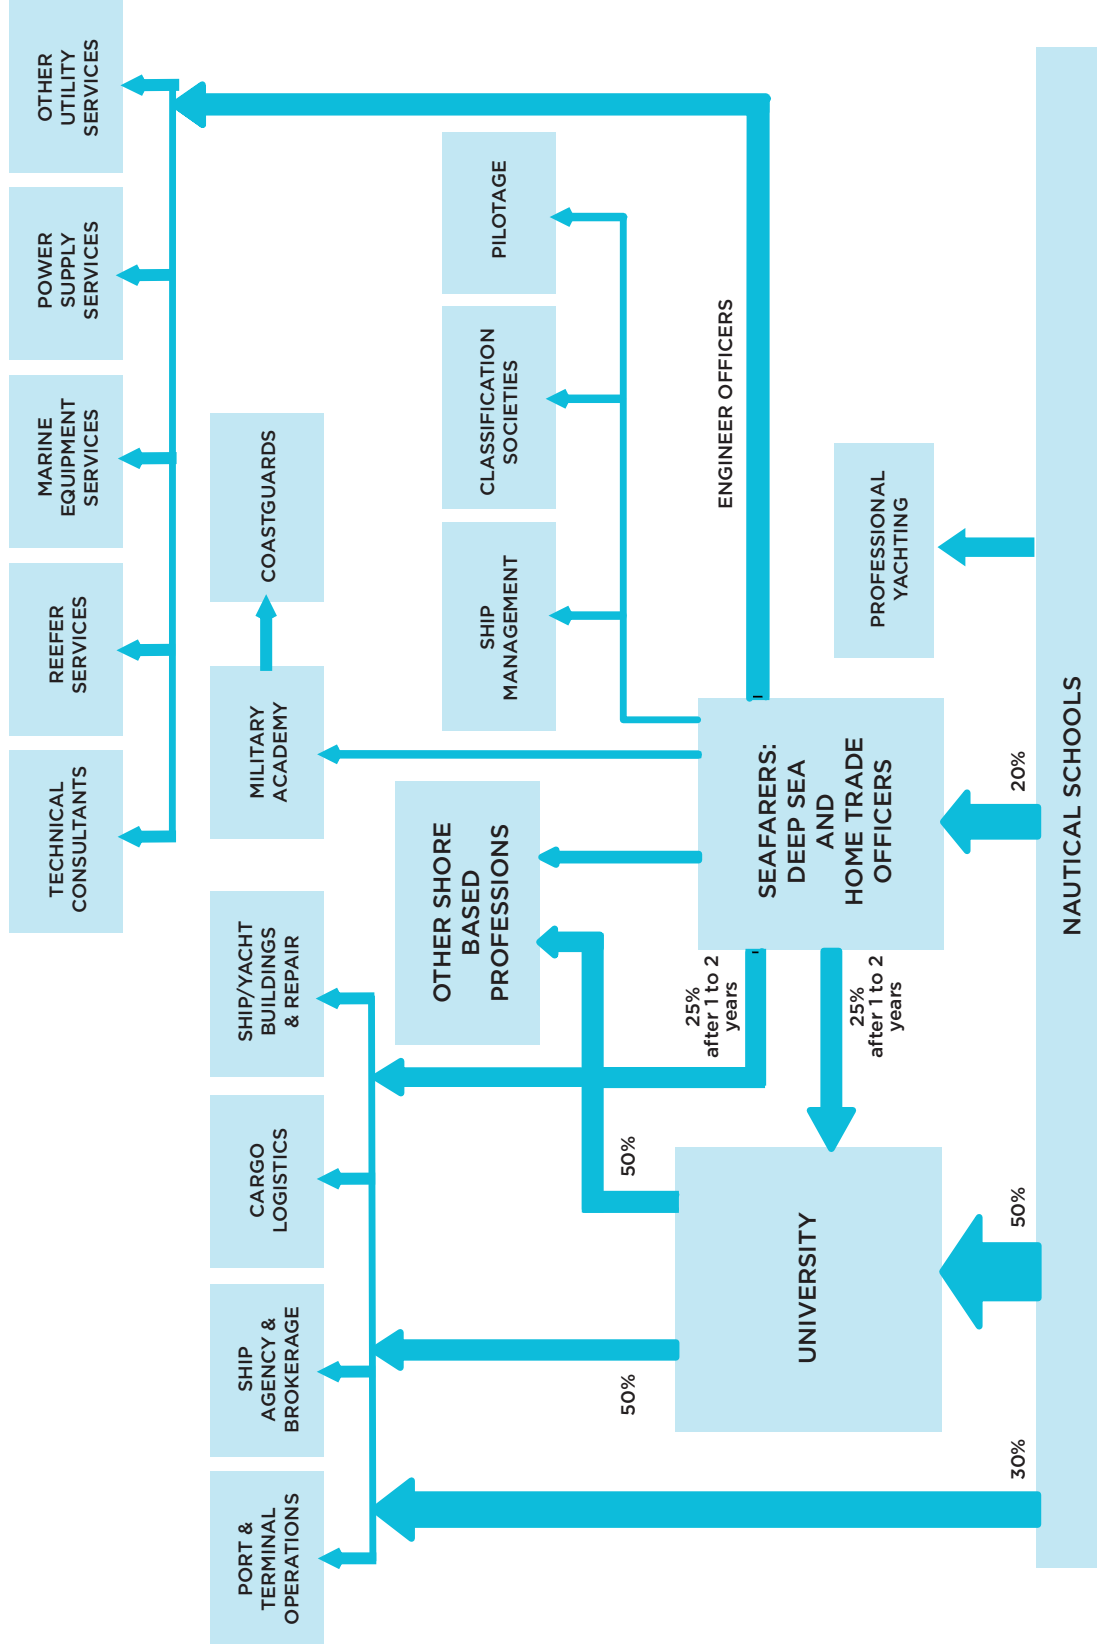 PORT &
TERMINAL
OPERATIONS
SHIP
AGENCY &
BROKERAGE
CARGO
LOGISTICS
SHIP/YACHT
BUILDINGS
& REPAIR
TECHNICAL
CONSULTANTS
REEFER
SERVICES
MARINE
EQUIPMENT
SERVICES
POWER
SUPPLY
SERVICES
OTHER
UTILITY
SERVICES
MILITARY
ACADEMY
COASTGUARDS
OTHER SHORE
BASED
PROFESSIONS
SHIP
MANAGEMENT
CLASSIFICATION
SOCIETIES
PILOTAGE
50%
50%
25%
after 1 to 2
years
ENGINEER OFFICERS
UNIVERSITY
25%
after 1 to 2
years
SEAFARERS:
DEEP SEA
AND
HOME TRADE
OFFICERS
PROFESSIONAL
YACHTING
30%
50%
20%
NAUTICAL SCHOOLS